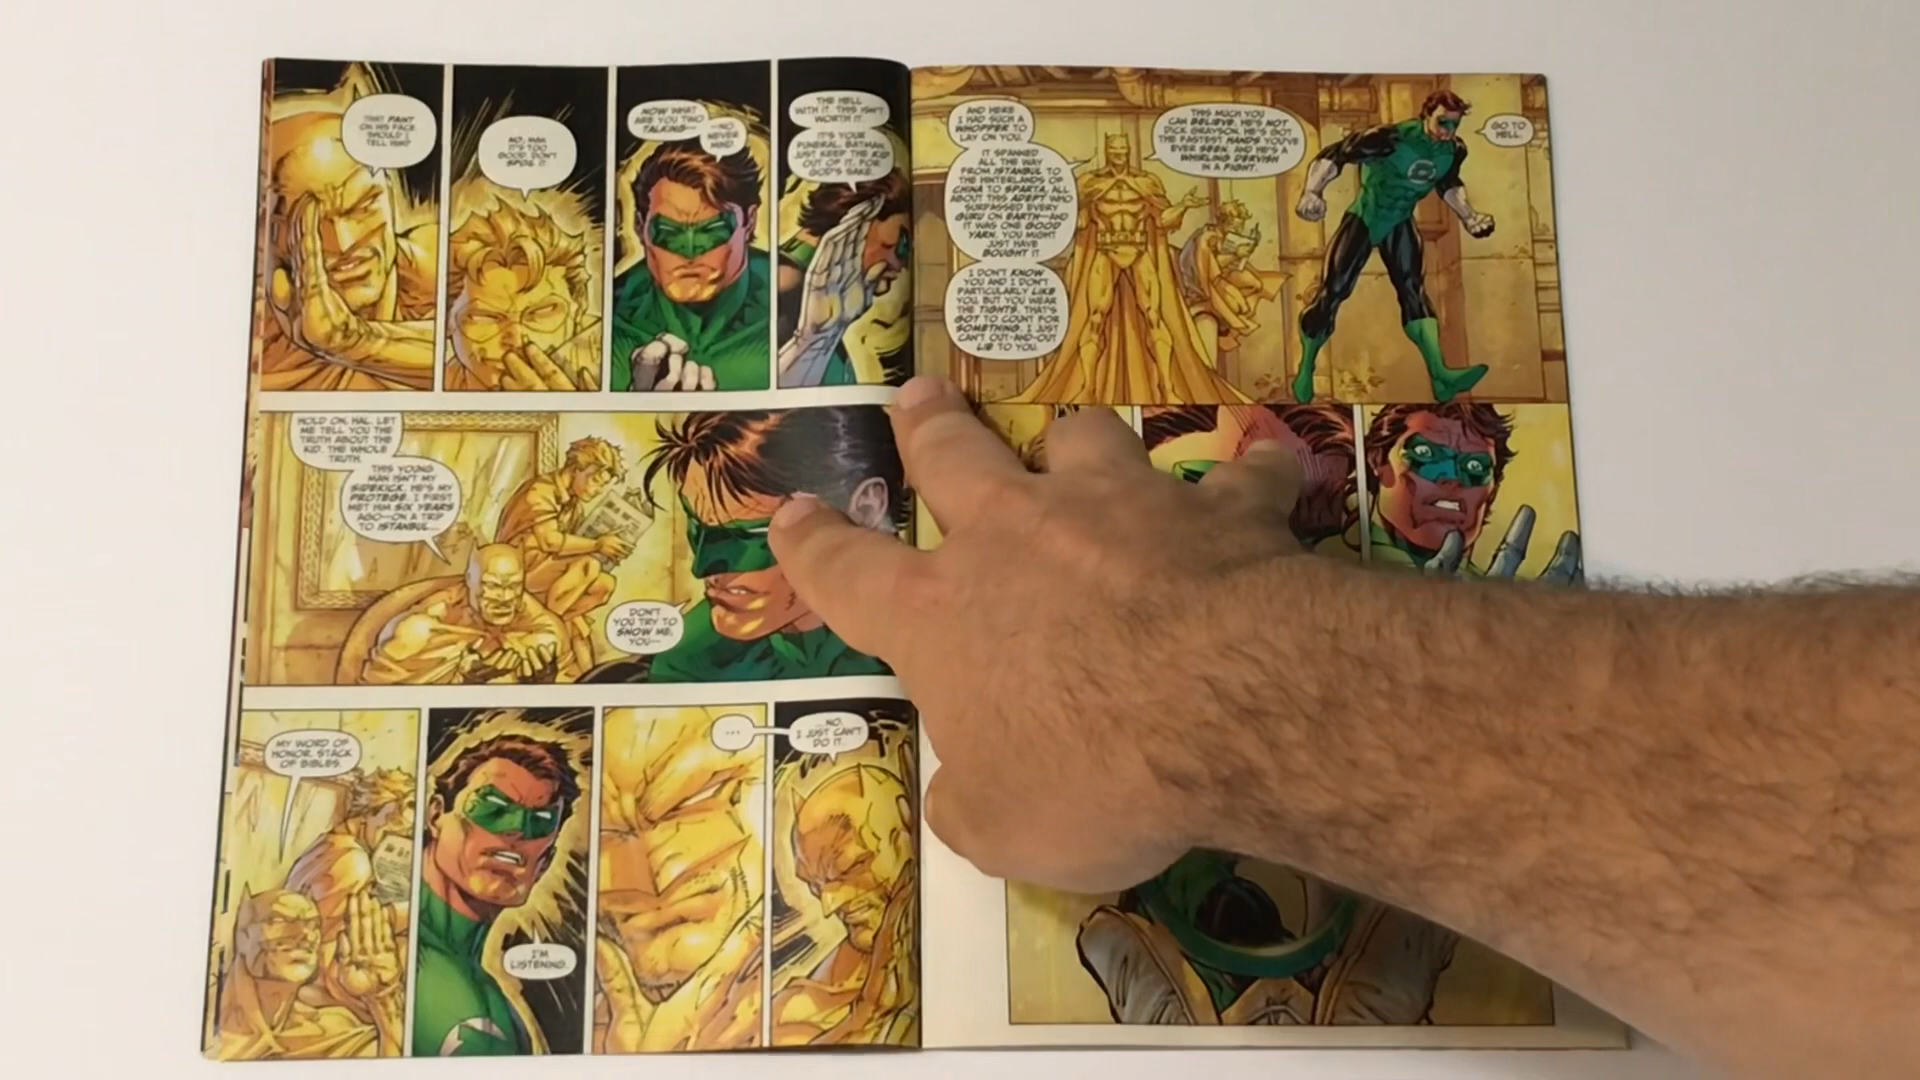 THAT PAINT
ON HIS FACE.
SHOULD I
TELL HIM?
NO, MAN.
IT'S TOO
GOOD. DON'T
SPOIL IT.
NOW WHAT
ARE YOU TWO
TALKING--
--NO.
NEVER
MIND.
THE HELL
WITH IT. THIS ISN'T
WORTH IT.
IT'S YOUR
FUNERAL, BATMAN.
JUST KEEP THE KID
OUT OF IT, FOR
GOD'S SAKE.
HOLD ON, HAL. LET
ME TELL YOU THE
TRUTH ABOUT THE
KID. THE WHOLE
TRUTH.
THIS YOUNG
MAN ISN'T MY
SIDEKICK. HE'S MY
PROTEGE. I FIRST
MET HIM SIX YEARS
AGO--ON A TRIP
TO ISTANBUL...
DON'T
YOU TRY TO
SNOW ME,
YOU--
MY WORD OF
HONOR. STACK
OF BIBLES.
I'M
LISTENING.
...
...NO.
I JUST CAN'T
DO IT.
AND HERE
I HAD SUCH A
WHOPPER TO
LAY ON YOU.
IT SPANNED
ALL THE WAY
FROM ISTANBUL TO
THE HINTERLANDS OF
CHINA TO SPARTA, ALL
ABOUT THIS ADEPT WHO
SURPASSED EVERY
GURU ON EARTH--AND
IT WAS ONE GOOD
YARN. YOU MIGHT
JUST HAVE
BOUGHT IT.
I DON'T KNOW
YOU AND I DON'T
PARTICULARLY LIKE
YOU, BUT YOU WEAR
THE TIGHTS. THAT'S
GOT TO COUNT FOR
SOMETHING. I JUST
CAN'T OUT-AND-OUT
LIE TO YOU.
THIS MUCH YOU
CAN BELIEVE. HE'S NOT
DICK GRAYSON. HE'S GOT
THE FASTEST HANDS YOU'VE
EVER SEEN. AND HE'S A
WHIRLING DERVISH
IN A FIGHT.
GO TO
HELL.